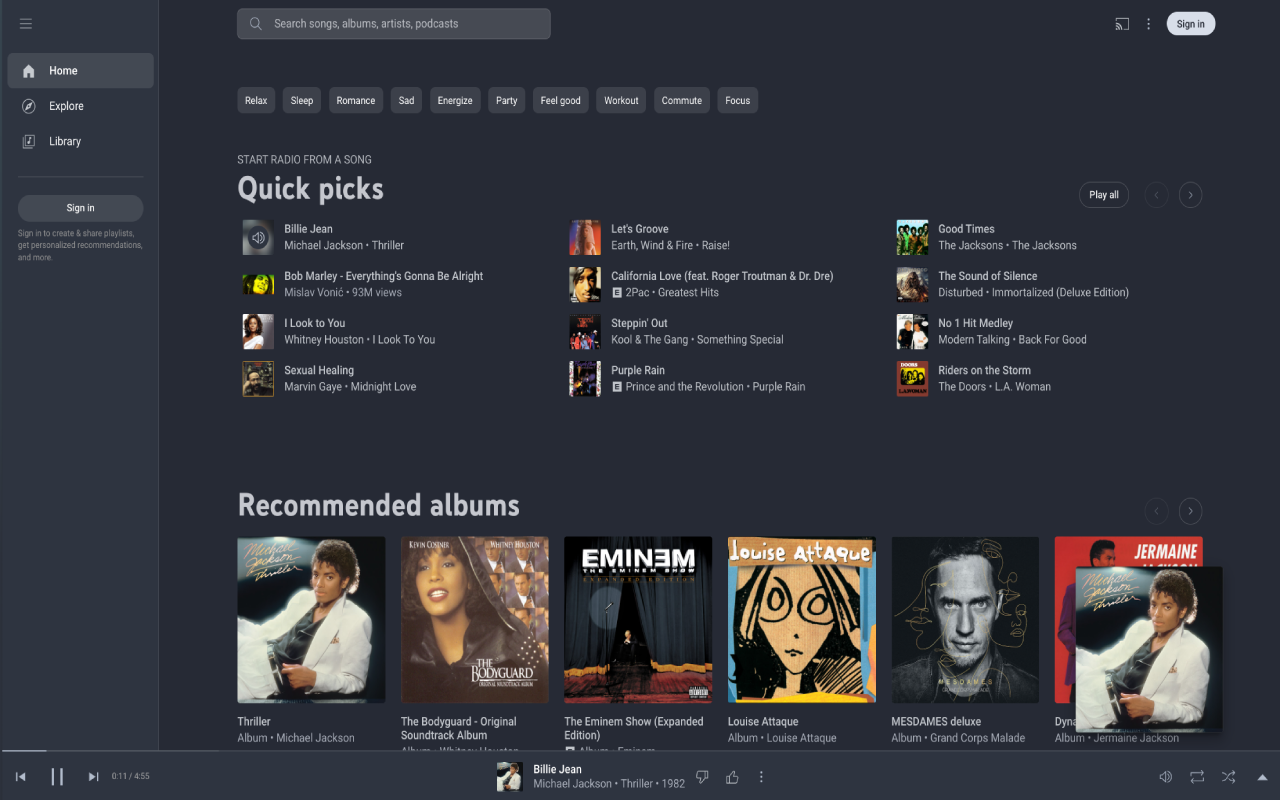 Search songs, albums, artists, podcasts
Sign in
Home
Explore
Library
Sign in
Sign in to create & share playlists,
get personalized recommendations,
and more.
Relax
Sleep
Romance
Sad
Energize
Party
Feel good
Workout
Commute
Focus
START RADIO FROM A SONG
Quick picks
Play all
Billie Jean
Michael Jackson • Thriller
Bob Marley - Everything's Gonna Be Alright
Mislav Vonić • 93M views
I Look to You
Whitney Houston • I Look To You
Sexual Healing
Marvin Gaye • Midnight Love
Let's Groove
Earth, Wind & Fire • Raise!
California Love (feat. Roger Troutman & Dr. Dre)
E 2Pac • Greatest Hits
Steppin' Out
Kool & The Gang • Something Special
Purple Rain
E Prince and the Revolution • Purple Rain
Good Times
The Jacksons • The Jacksons
The Sound of Silence
Disturbed • Immortalized (Deluxe Edition)
No 1 Hit Medley
Modern Talking • Back For Good
Riders on the Storm
The Doors • L.A. Woman
Recommended albums
Michael
Jackson
Thriller
Thriller
Album • Michael Jackson
KEVIN COSTNER WHITNEY HOUSTON
THE
BODYGUARD
ORIGINAL SOUNDTRACK ALBUM
The Bodyguard - Original
Soundtrack Album
Album • Whitney Houston
EMINEM
THE EMINEM SHOW
EXPANDED EDITION
The Eminem Show (Expanded
Edition)
E Album • Eminem
Louise Attaque
Louise Attaque
Album • Louise Attaque
MESDAMES
MESDAMES deluxe
Album • Grand Corps Malade
JERMAINE
JACKSON
Michael
Jackson
Thriller
Dyna
Album • Jermaine Jackson
0:11 / 4:55
Billie Jean
Michael Jackson • Thriller • 1982